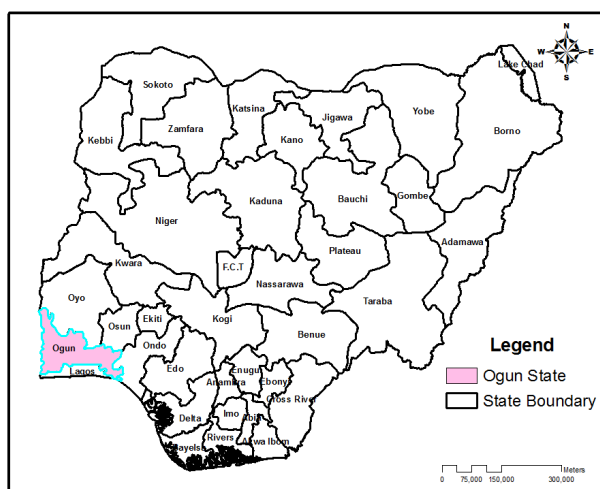 N
W E
S
Lake Chad
Sokoto
Katsina
Yobe
Jigawa
Zamfara
Kano
Borno
Kebbi
Gombe
Bauchi
Kaduna
Niger
Adamawa
Plateau
Kwara
F.C.T
Nassarawa
Oyo
Taraba
Kogi
Ekiti
Osun
Benue
Ogun
Ondo
Legend
Lagos
Edo
Enugu
Anambra
Ebony
Ogun State
Cross River
State Boundary
Imo
Abia
Delta
Rivers
Akwa Ibom
Bayelsa
Meters
0 75,000 150,000 300,000